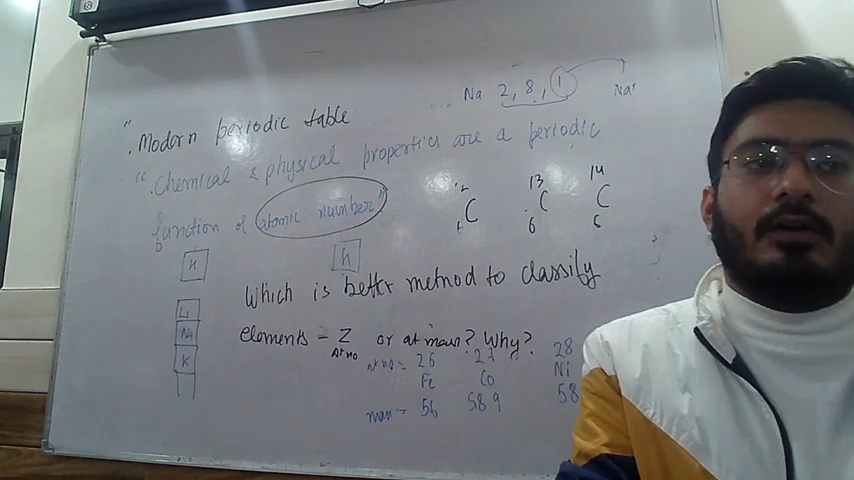 Na 2, 8, 1 Na⁺
" Modern periodic table
" Chemical & physical properties are a periodic
function of atomic number"
12 13 14
C C C
6 6 6
H h
Which is better method to classify
elements - Z or at mass? Why?
At no
Li
Na
K
at no = 26 27 28
Fe Co Ni
mass → 56 58.9 58